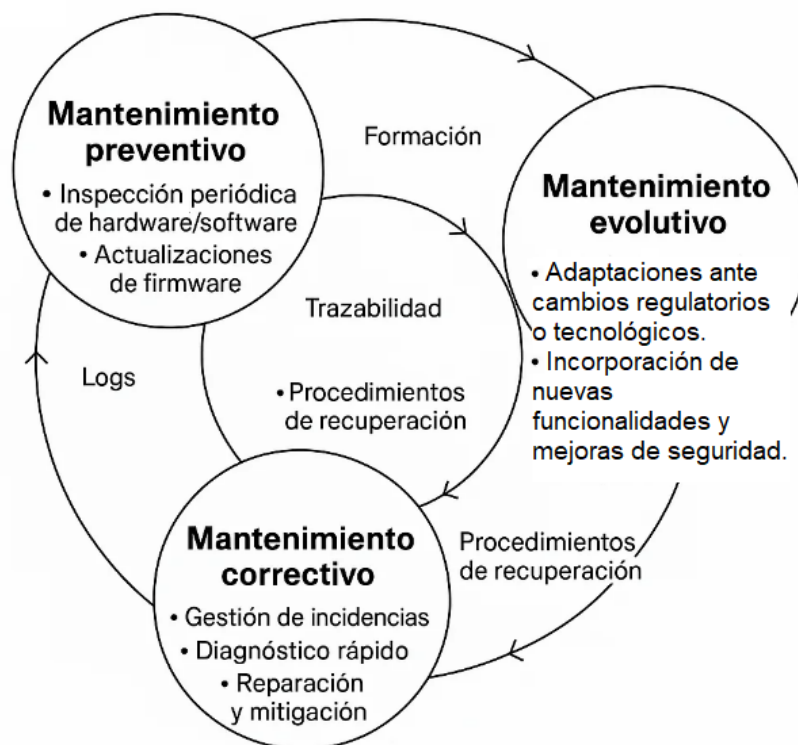 Mantenimiento
preventivo
• Inspección periódica
de hardware/software
• Actualizaciones
de firmware
Formación
Mantenimiento
evolutivo
• Adaptaciones ante
cambios regulatorios
o tecnológicos.
• Incorporación de
nuevas
funcionalidades y
mejoras de seguridad.
Trazabilidad
• Procedimientos
de recuperación
Logs
Mantenimiento
correctivo
• Gestión de incidencias
• Diagnóstico rápido
• Reparación
y mitigación
Procedimientos
de recuperación